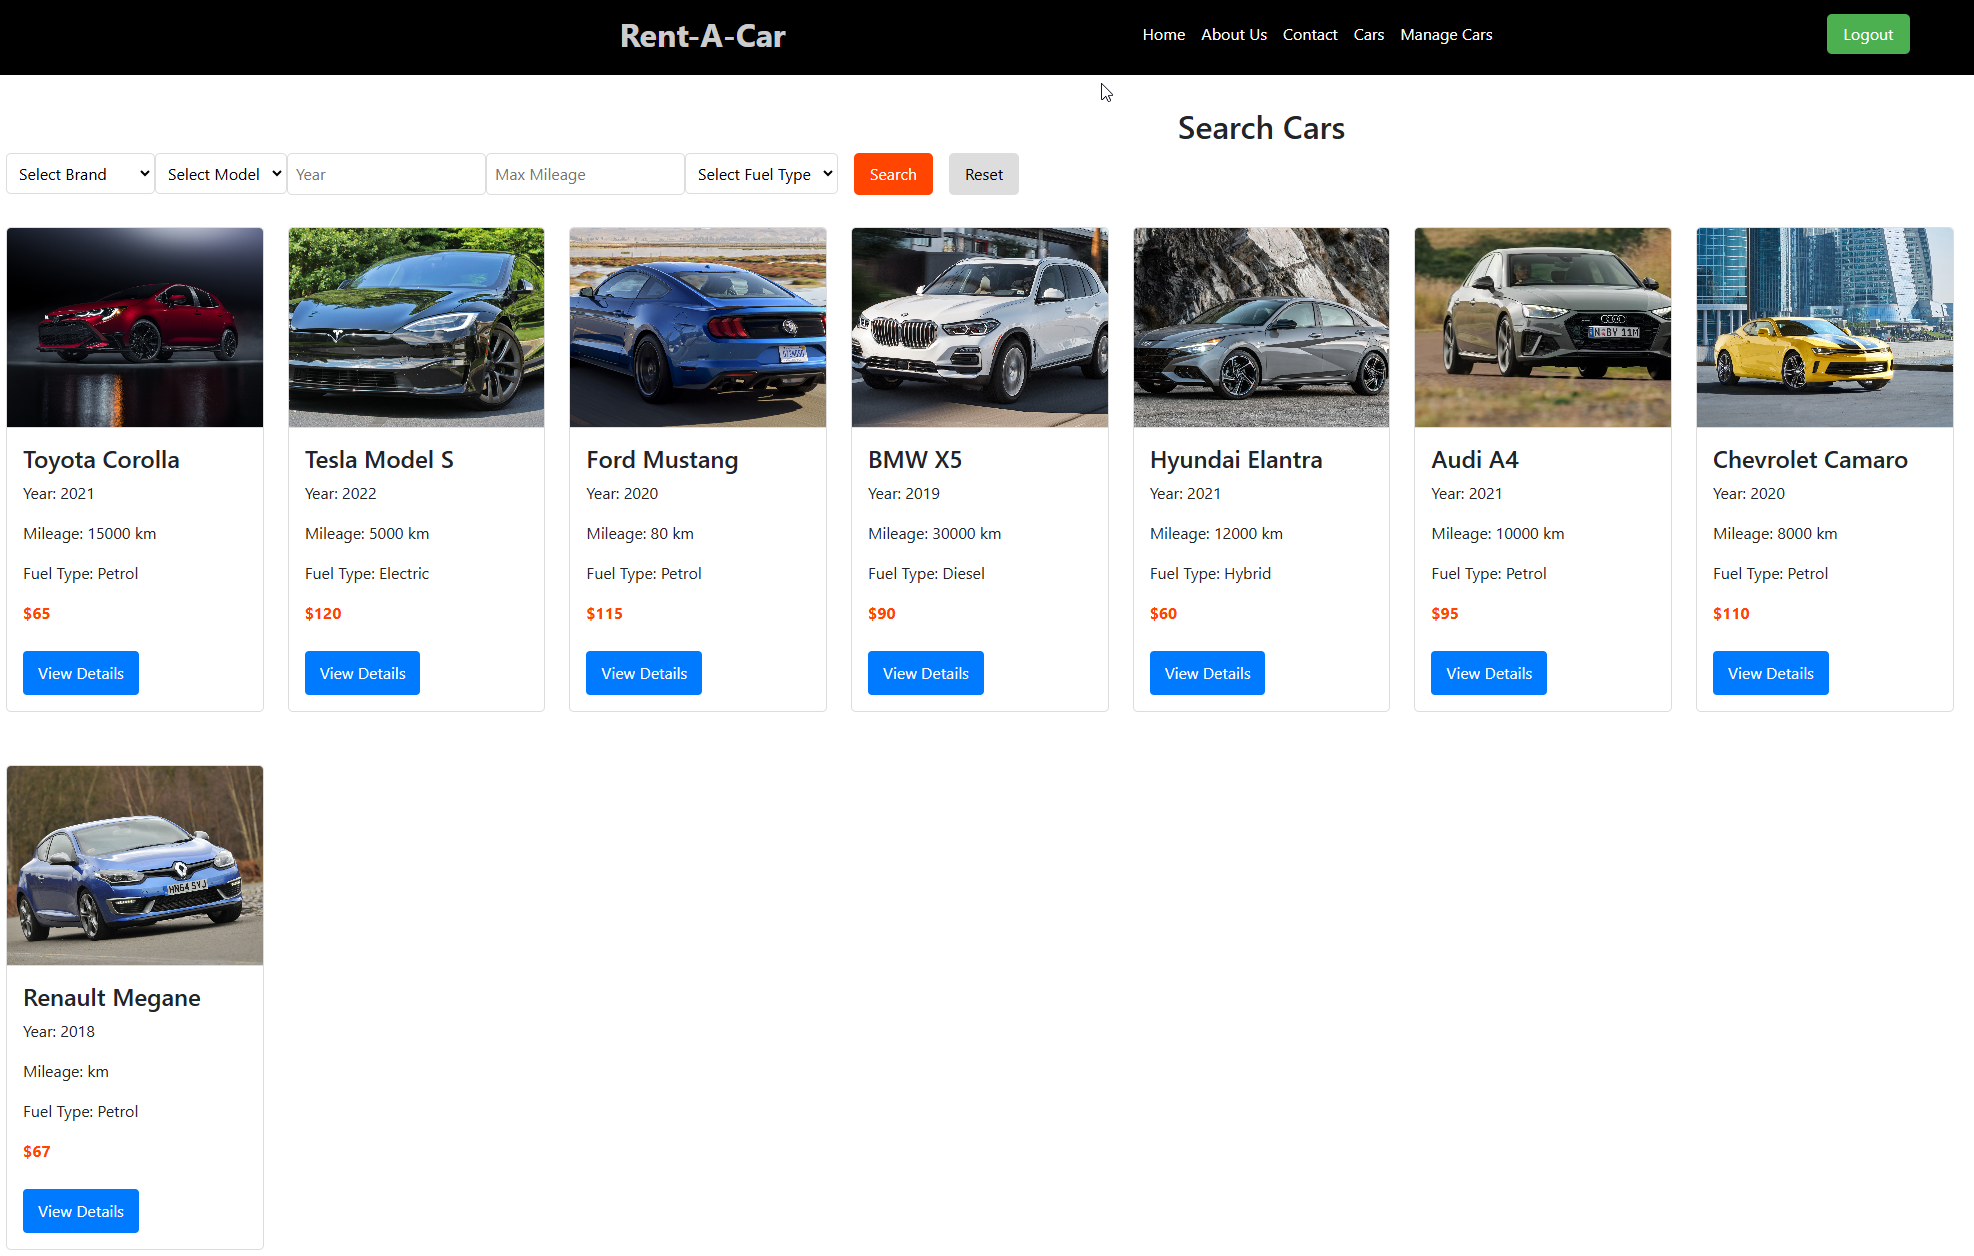 Rent-A-Car
Home About Us Contact Cars Manage Cars
Logout
Search Cars
Select Brand Select Model Year Max Mileage Select Fuel Type Search Reset
Toyota Corolla
Year: 2021
Mileage: 15000 km
Fuel Type: Petrol
$65
View Details
Tesla Model S
Year: 2022
Mileage: 5000 km
Fuel Type: Electric
$120
View Details
Ford Mustang
Year: 2020
Mileage: 80 km
Fuel Type: Petrol
$115
View Details
BMW X5
Year: 2019
Mileage: 30000 km
Fuel Type: Diesel
$90
View Details
Hyundai Elantra
Year: 2021
Mileage: 12000 km
Fuel Type: Hybrid
$60
View Details
BY 11M
Audi A4
Year: 2021
Mileage: 10000 km
Fuel Type: Petrol
$95
View Details
Chevrolet Camaro
Year: 2020
Mileage: 8000 km
Fuel Type: Petrol
$110
View Details
HN64 SYJ
Renault Megane
Year: 2018
Mileage: km
Fuel Type: Petrol
$67
View Details